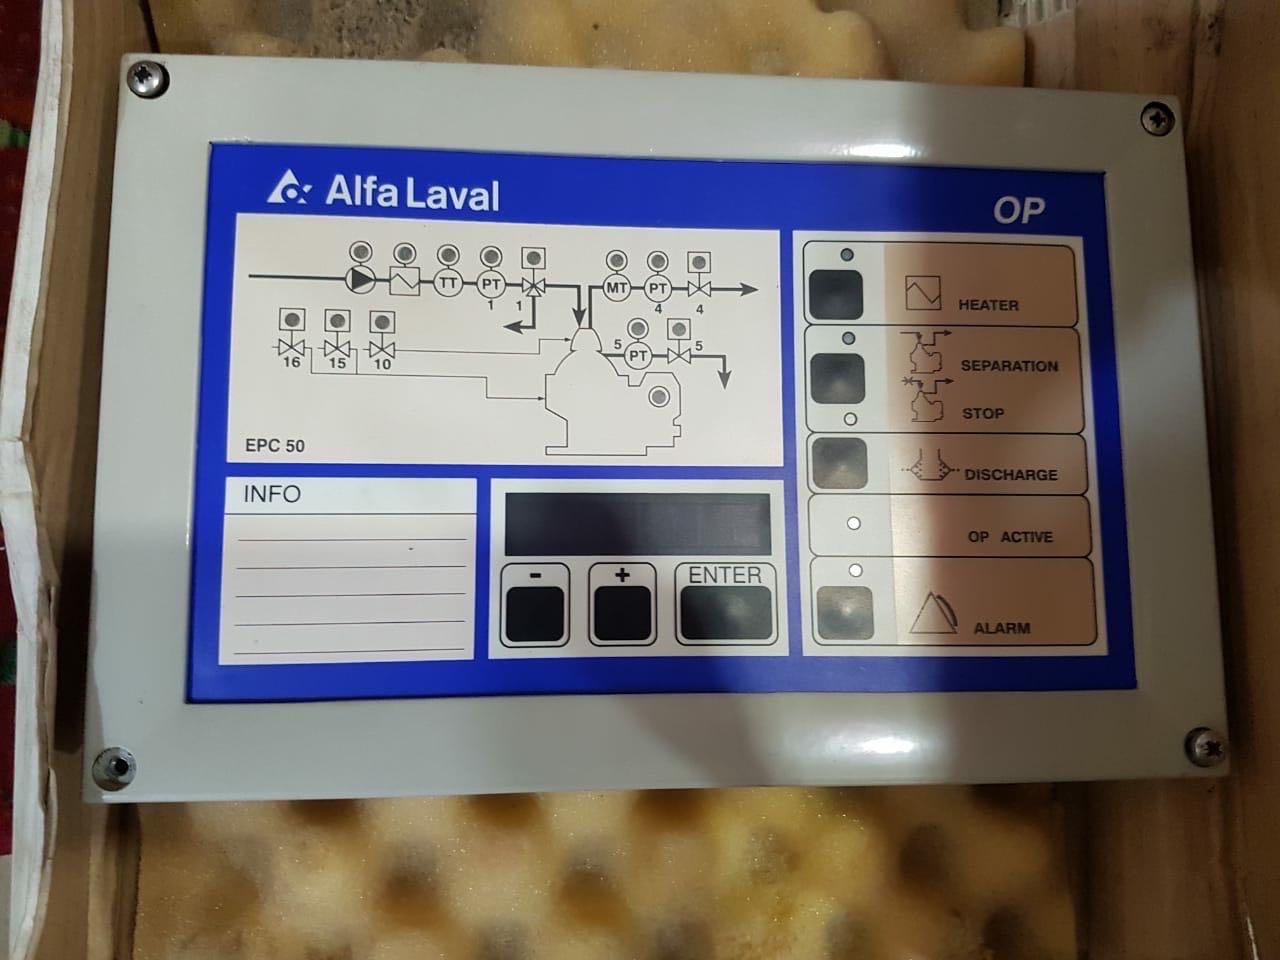 Alfa Laval
OP
TT
PT
1
1
MT
PT
4
4
5
PT
5
16
15
10
EPC 50
INFO
-
+
ENTER
HEATER
SEPARATION
STOP
DISCHARGE
OP ACTIVE
ALARM